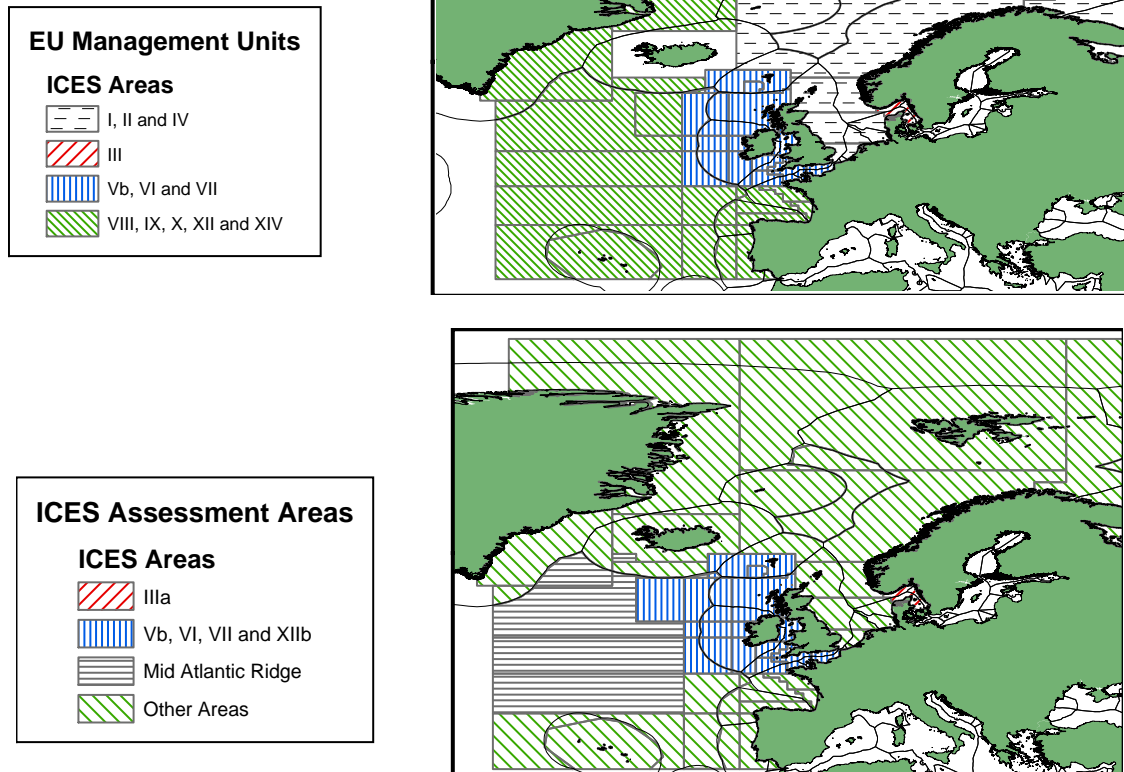 EU Management Units
ICES Areas
I, II and IV
III
Vb, VI and VII
VIII, IX, X, XII and XIV
ICES Assessment Areas
ICES Areas
IIIa
Vb, VI, VII and XIIb
Mid Atlantic Ridge
Other Areas